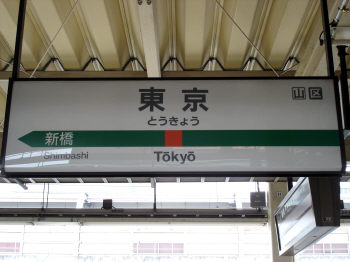 東京
山 区
とうきょう
新橋
Shimbashi
Tōkyō